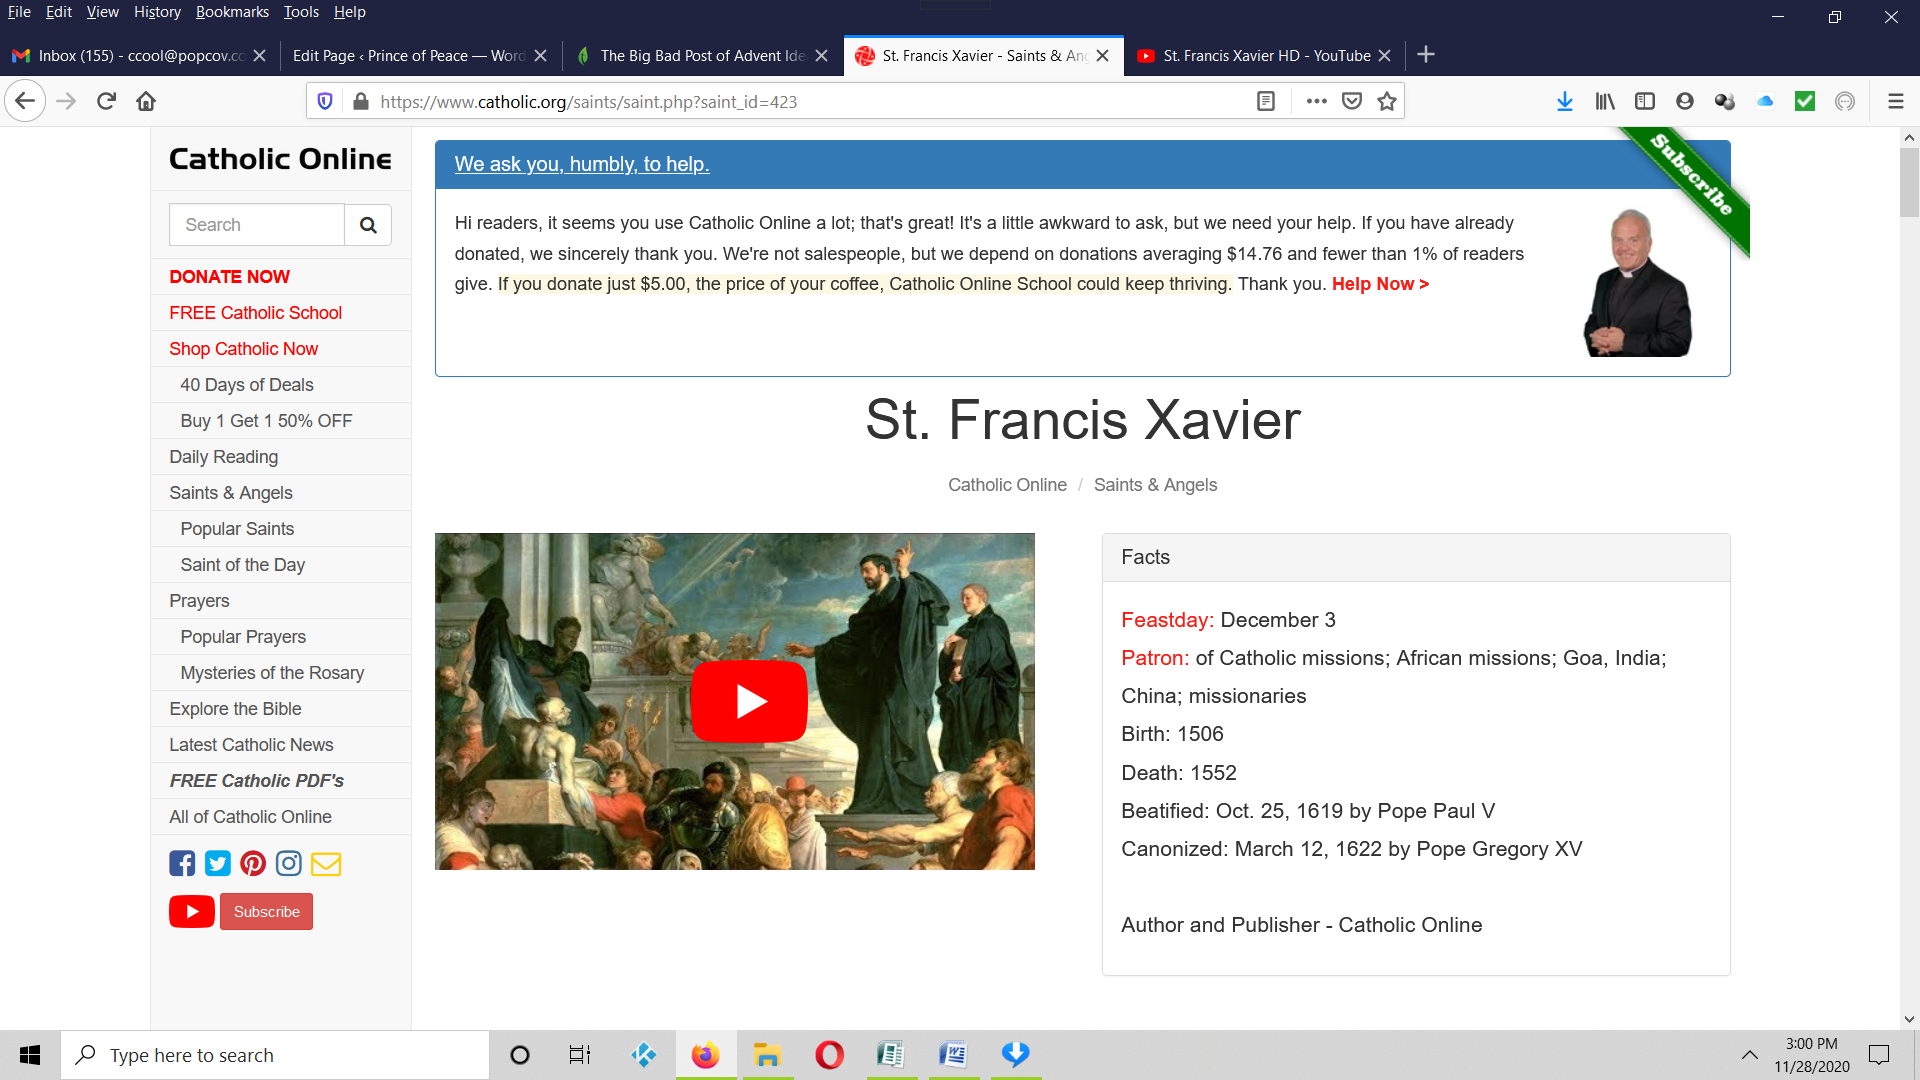 File Edit View History Bookmarks Tools Help
Inbox (155) - ccool@popcov.co
Edit Page ‹ Prince of Peace — Word
The Big Bad Post of Advent Ide
St. Francis Xavier - Saints & Ang
St. Francis Xavier HD - YouTube
https://www.catholic.org/saints/saint.php?saint_id=423
Catholic Online
Search
DONATE NOW
FREE Catholic School
Shop Catholic Now
40 Days of Deals
Buy 1 Get 1 50% OFF
Daily Reading
Saints & Angels
Popular Saints
Saint of the Day
Prayers
Popular Prayers
Mysteries of the Rosary
Explore the Bible
Latest Catholic News
FREE Catholic PDF's
All of Catholic Online
Subscribe
We ask you, humbly, to help.
Subscribe
Hi readers, it seems you use Catholic Online a lot; that's great! It's a little awkward to ask, but we need your help. If you have already
donated, we sincerely thank you. We're not salespeople, but we depend on donations averaging $14.76 and fewer than 1% of readers
give. If you donate just $5.00, the price of your coffee, Catholic Online School could keep thriving. Thank you. Help Now >
St. Francis Xavier
Catholic Online / Saints & Angels
Facts
Feastday: December 3
Patron: of Catholic missions; African missions; Goa, India;
China; missionaries
Birth: 1506
Death: 1552
Beatified: Oct. 25, 1619 by Pope Paul V
Canonized: March 12, 1622 by Pope Gregory XV
Author and Publisher - Catholic Online
Type here to search
3:00 PM
11/28/2020